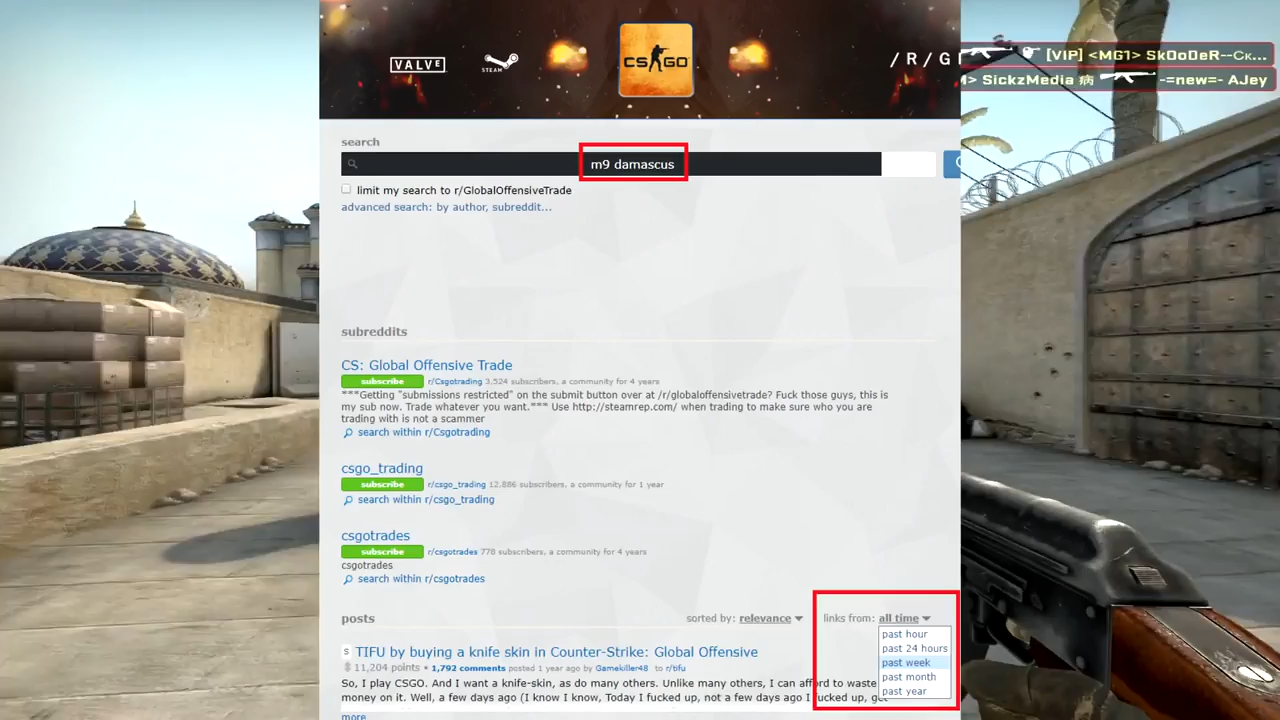 VALVE
STEAM
CS GO
/ R / G
[VIP] <MG1> SkOoDeR--Ск...
> SickzMedia 病 -=new=- AJey
search
m9 damascus
limit my search to r/GlobalOffensiveTrade
advanced search: by author, subreddit...
subreddits
CS: Global Offensive Trade
subscribe r/Csgotrading 3,524 subscribers, a community for 4 years
***Getting "submissions restricted" on the submit button over at /r/globaloffensivetrade? Fuck those guys, this is
my sub now. Trade whatever you want.*** Use http://steamrep.com/ when trading to make sure who you are
trading with is not a scammer
search within r/Csgotrading
csgo_trading
subscribe r/csgo_trading 12,886 subscribers, a community for 1 year
search within r/csgo_trading
csgotrades
subscribe r/csgotrades 778 subscribers, a community for 4 years
csgotrades
search within r/csgotrades
posts sorted by: relevance links from: all time
past hour
past 24 hours
past week
past month
past year
S TIFU by buying a knife skin in Counter-Strike: Global Offensive
11,204 points • 1,792 comments posted 1 year ago by Gamekiller48 to r/tifu
So, I play CSGO. And I want a knife-skin, as do many others. Unlike many others, I can afford to waste
money on it. Well, a few days ago (I know I know, Today I fucked up, not a few days ago I fucked up, get
more